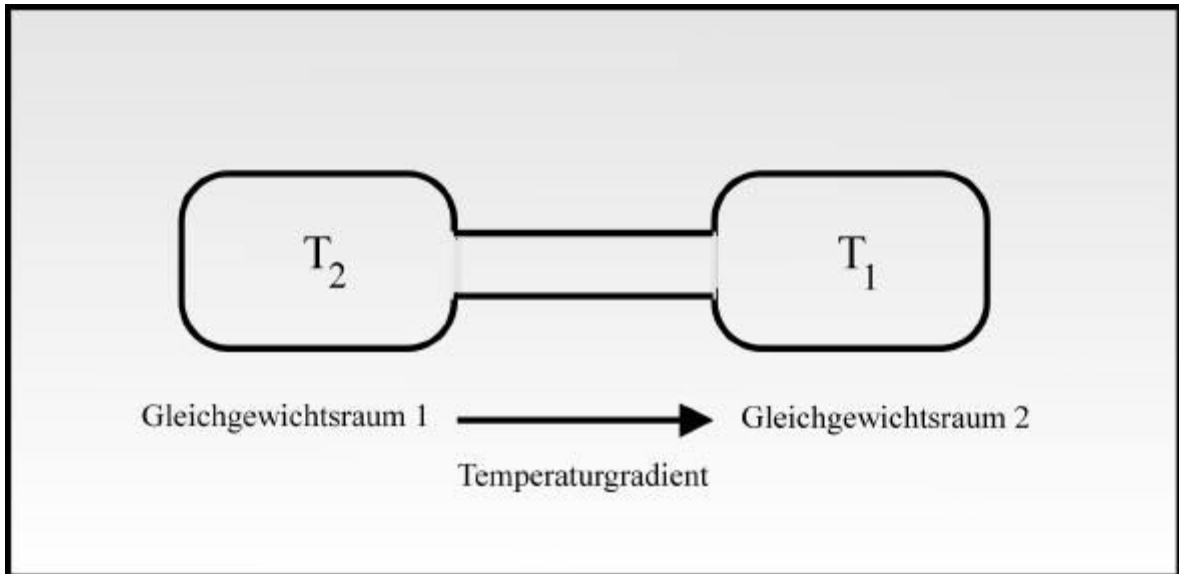 T2
T1
Gleichgewichtsraum 1
Gleichgewichtsraum 2
Temperaturgradient